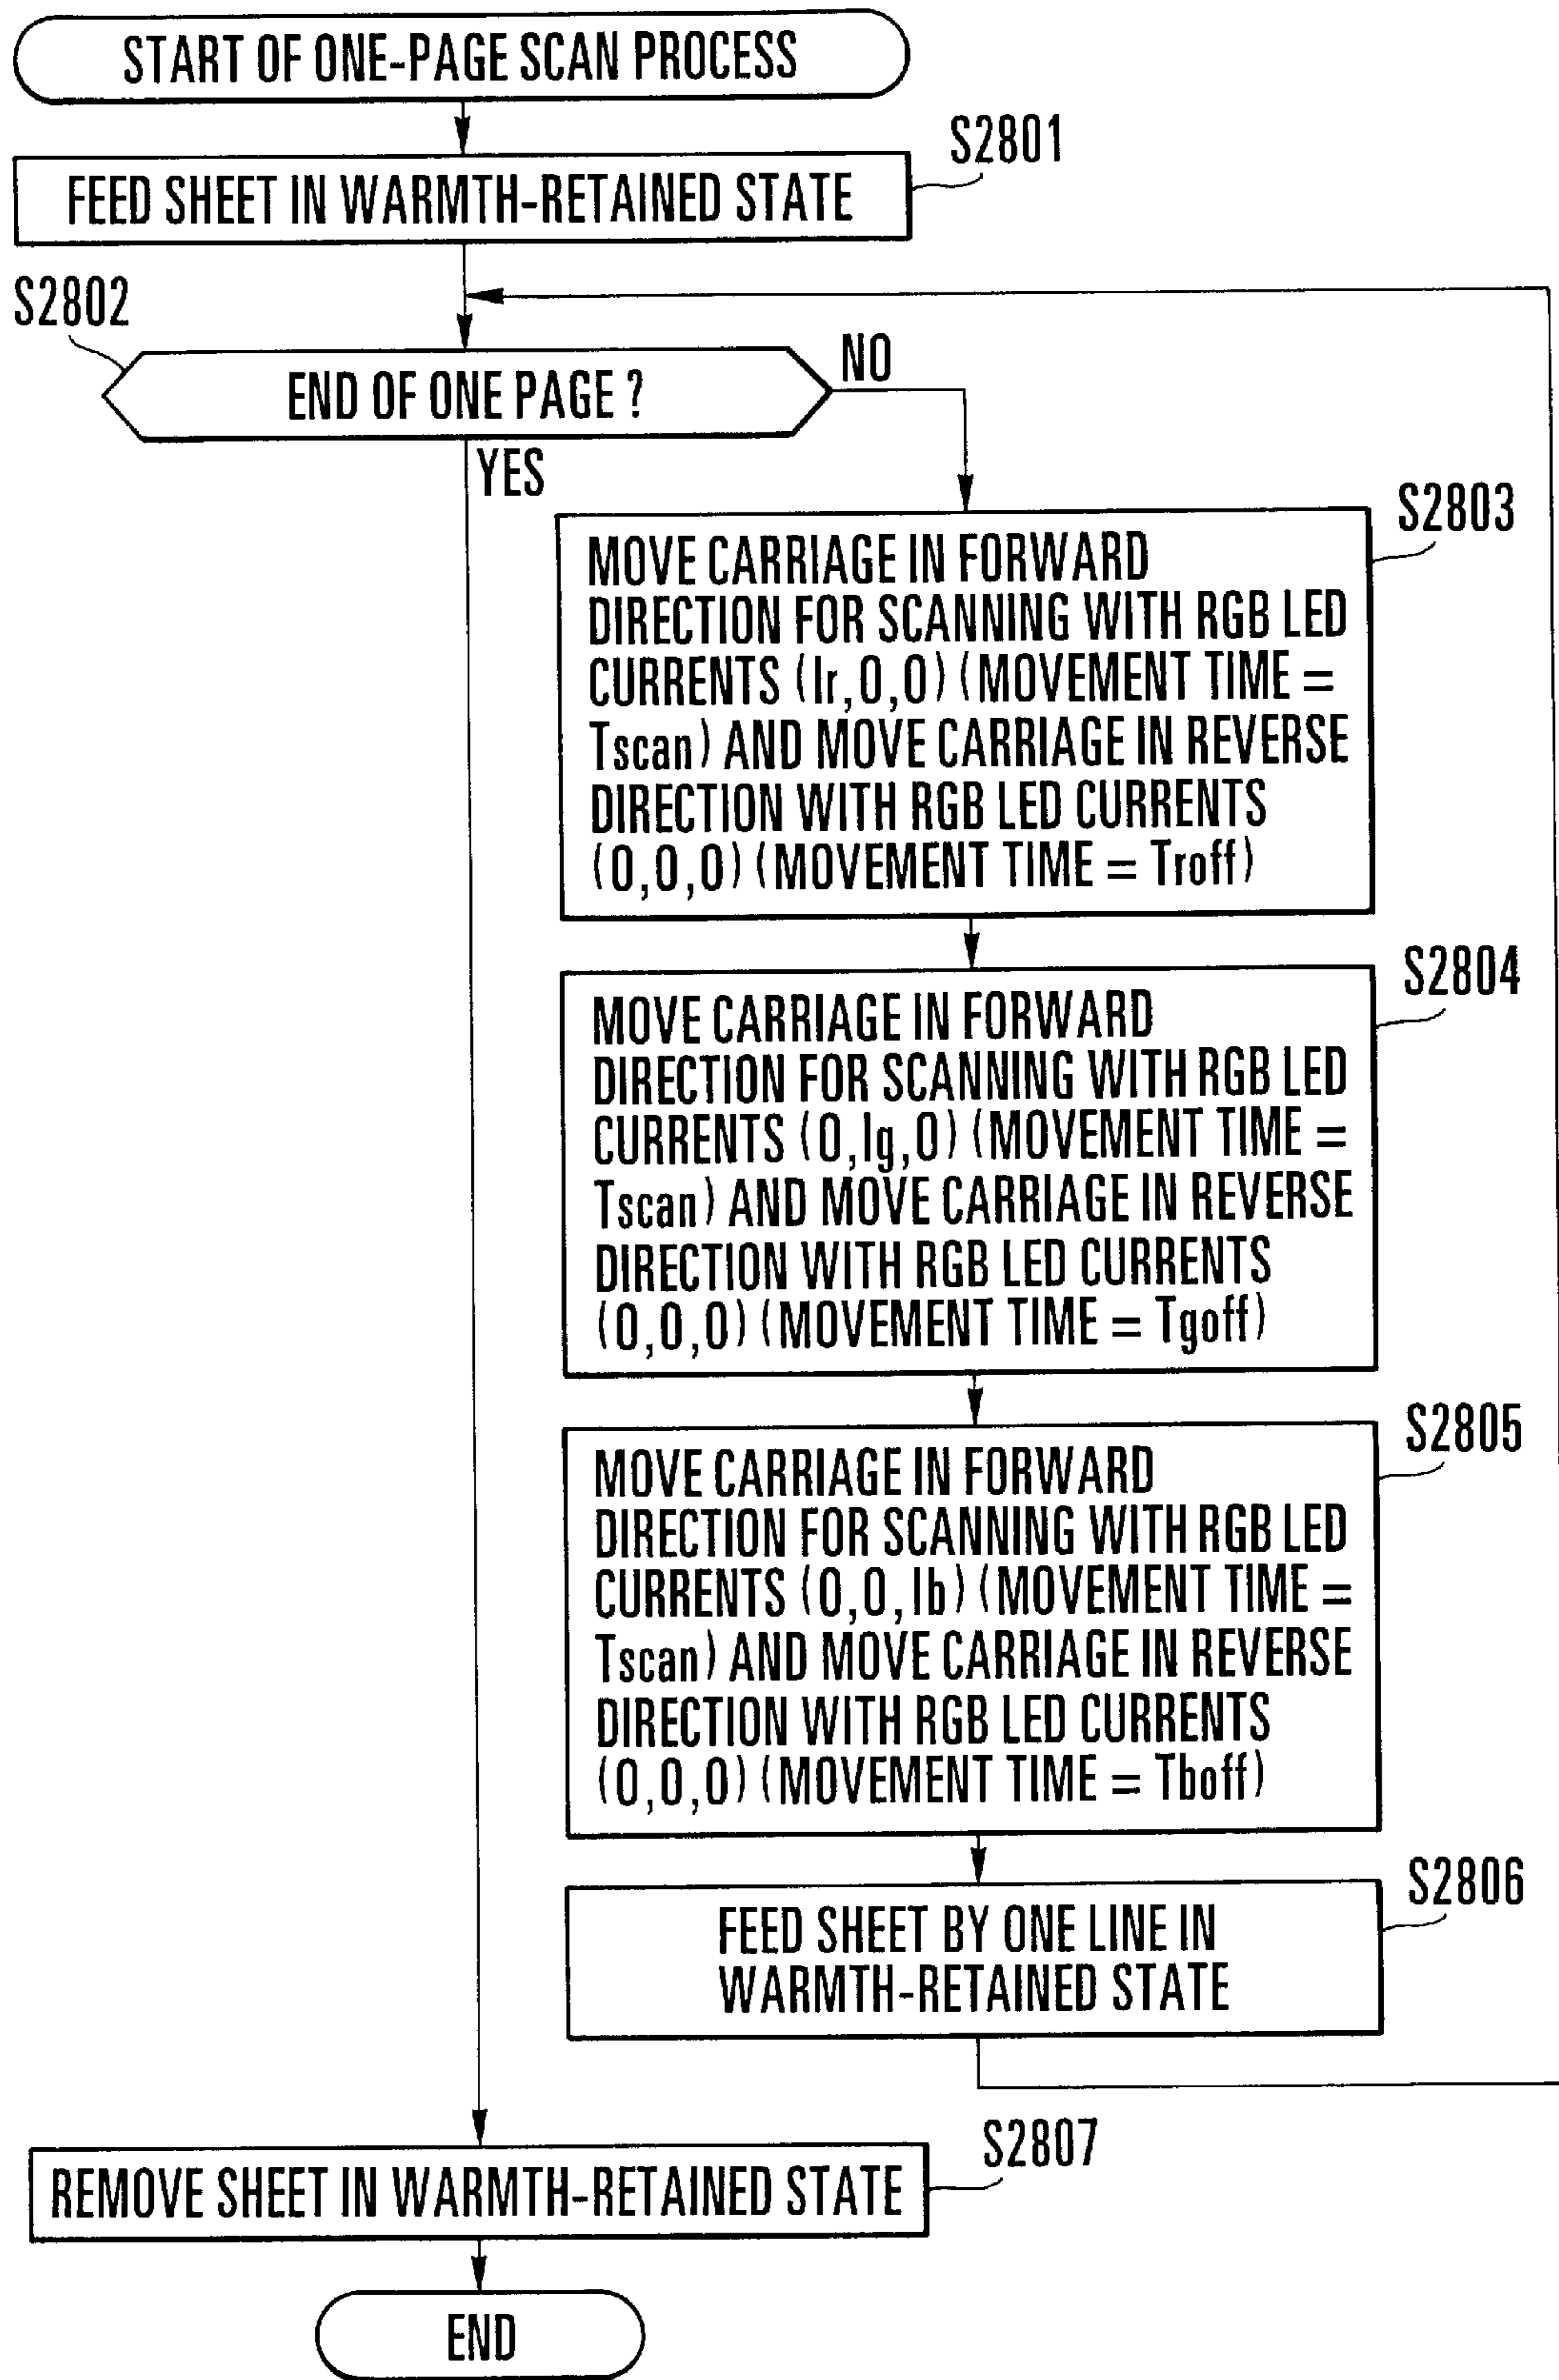 START OF ONE-PAGE SCAN PROCESS
S2801
FEED SHEET IN WARMTH-RETAINED STATE
S2802
END OF ONE PAGE ?
NO
YES
S2803
MOVE CARRIAGE IN FORWARD
DIRECTION FOR SCANNING WITH RGB LED
CURRENTS (Ir,0,0) (MOVEMENT TIME =
Tscan) AND MOVE CARRIAGE IN REVERSE
DIRECTION WITH RGB LED CURRENTS
(0,0,0) (MOVEMENT TIME = Troff)
S2804
MOVE CARRIAGE IN FORWARD
DIRECTION FOR SCANNING WITH RGB LED
CURRENTS (0,Ig,0) (MOVEMENT TIME =
Tscan) AND MOVE CARRIAGE IN REVERSE
DIRECTION WITH RGB LED CURRENTS
(0,0,0) (MOVEMENT TIME = Tgoff)
S2805
MOVE CARRIAGE IN FORWARD
DIRECTION FOR SCANNING WITH RGB LED
CURRENTS (0,0,Ib) (MOVEMENT TIME =
Tscan) AND MOVE CARRIAGE IN REVERSE
DIRECTION WITH RGB LED CURRENTS
(0,0,0) (MOVEMENT TIME = Tboff)
S2806
FEED SHEET BY ONE LINE IN
WARMTH-RETAINED STATE
S2807
REMOVE SHEET IN WARMTH-RETAINED STATE
END